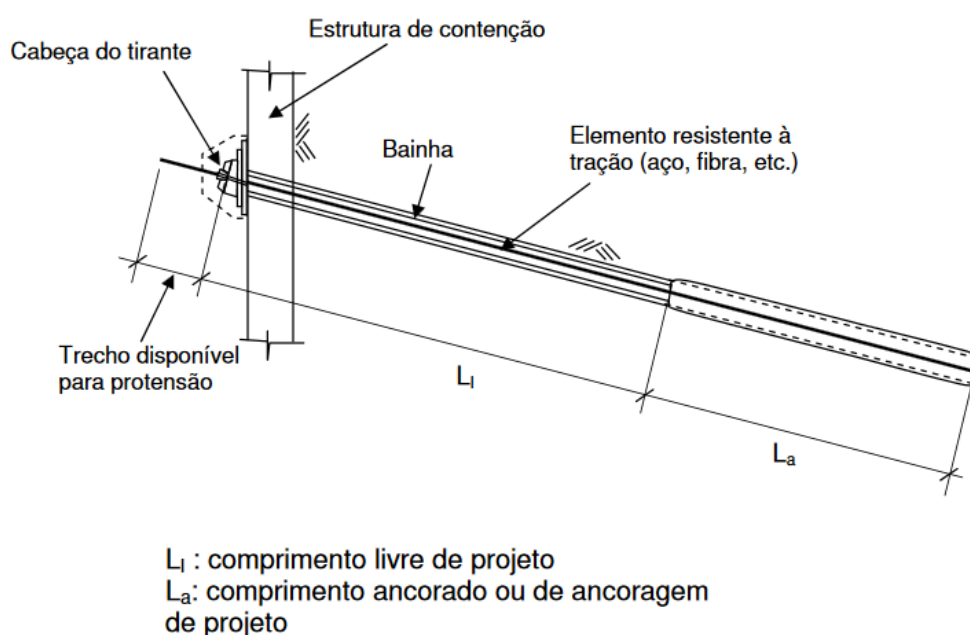 Estrutura de contenção
Cabeça do tirante
Elemento resistente à
tração (aço, fibra, etc.)
Bainha
Trecho disponível
para protensão
Ll
La
Ll : comprimento livre de projeto
La: comprimento ancorado ou de ancoragem
de projeto